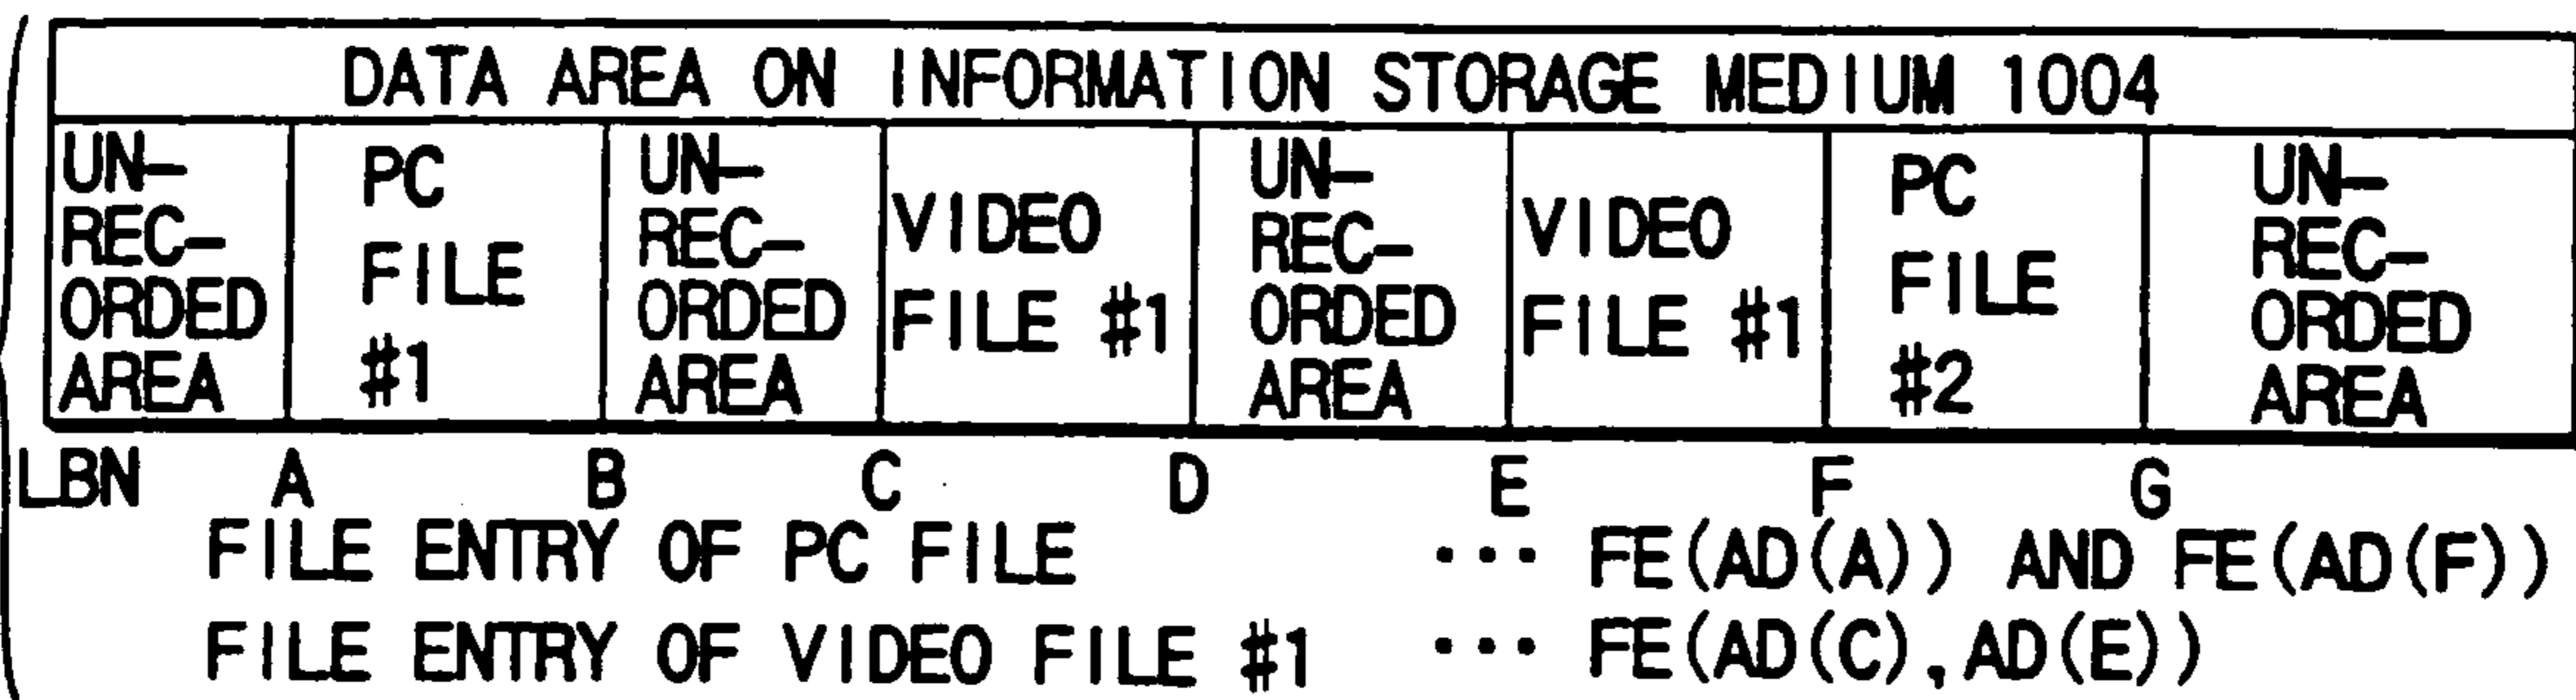 DATA AREA ON INFORMATION STORAGE MEDIUM 1004
UN-
REC-
ORDED
AREA
PC
FILE
#1
UN-
REC-
ORDED
AREA
VIDEO
FILE #1
UN-
REC-
ORDED
AREA
VIDEO
FILE #1
PC
FILE
#2
UN-
REC-
ORDED
AREA
LBN A B C D E F G
FILE ENTRY OF PC FILE ··· FE(AD(A)) AND FE(AD(F))
FILE ENTRY OF VIDEO FILE #1 ··· FE(AD(C),AD(E))